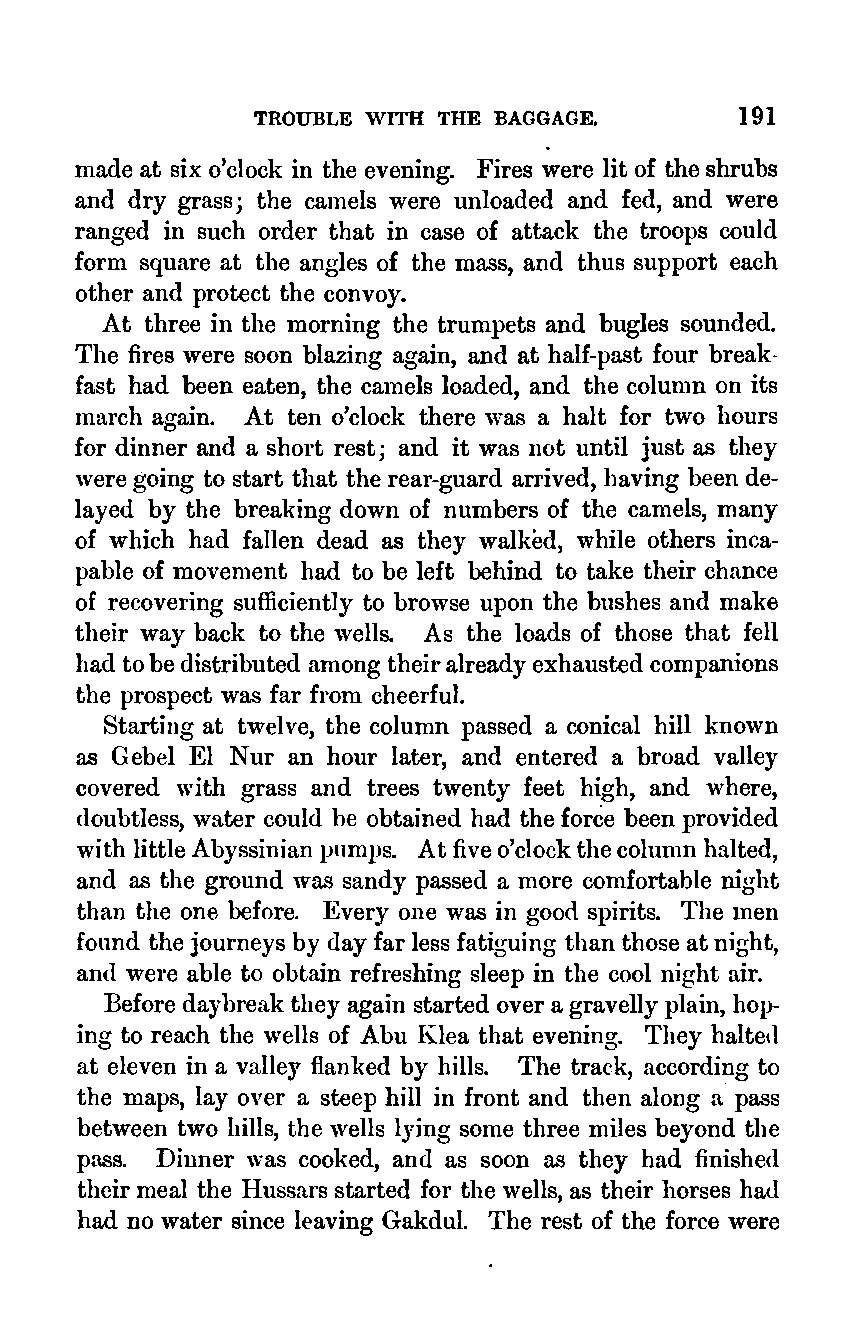 TROUBLE WITH THE BAGGAGE. 191
made at six o'clock in the evening. Fires were lit of the shrubs
and dry grass; the camels were unloaded and fed, and were
ranged in such order that in case of attack the troops could
form square at the angles of the mass, and thus support each
other and protect the convoy.
At three in the morning the trumpets and bugles sounded.
The fires were soon blazing again, and at half-past four break-
fast had been eaten, the camels loaded, and the column on its
march again. At ten o'clock there was a halt for two hours
for dinner and a short rest; and it was not until just as they
were going to start that the rear-guard arrived, having been de-
layed by the breaking down of numbers of the camels, many
of which had fallen dead as they walked, while others inca-
pable of movement had to be left behind to take their chance
of recovering sufficiently to browse upon the bushes and make
their way back to the wells. As the loads of those that fell
had to be distributed among their already exhausted companions
the prospect was far from cheerful.
Starting at twelve, the column passed a conical hill known
as Gebel El Nur an hour later, and entered a broad valley
covered with grass and trees twenty feet high, and where,
doubtless, water could be obtained had the force been provided
with little Abyssinian pumps. At five o'clock the column halted,
and as the ground was sandy passed a more comfortable night
than the one before. Every one was in good spirits. The men
found the journeys by day far less fatiguing than those at night,
and were able to obtain refreshing sleep in the cool night air.
Before daybreak they again started over a gravelly plain, hop-
ing to reach the wells of Abu Klea that evening. They halted
at eleven in a valley flanked by hills. The track, according to
the maps, lay over a steep hill in front and then along a pass
between two hills, the wells lying some three miles beyond the
pass. Dinner was cooked, and as soon as they had finished
their meal the Hussars started for the wells, as their horses had
had no water since leaving Gakdul. The rest of the force were